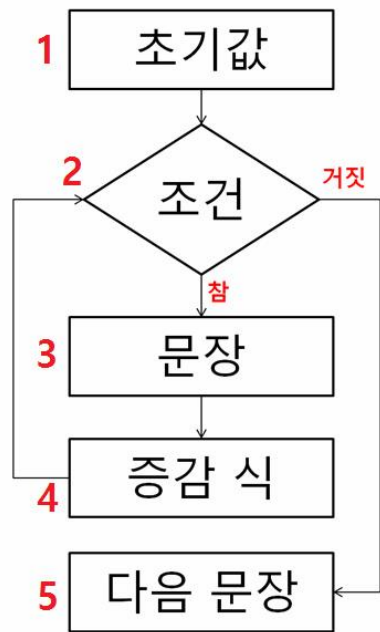 1 초기값
2 조건 거짓
참
3 문장
4 증감 식
5 다음 문장